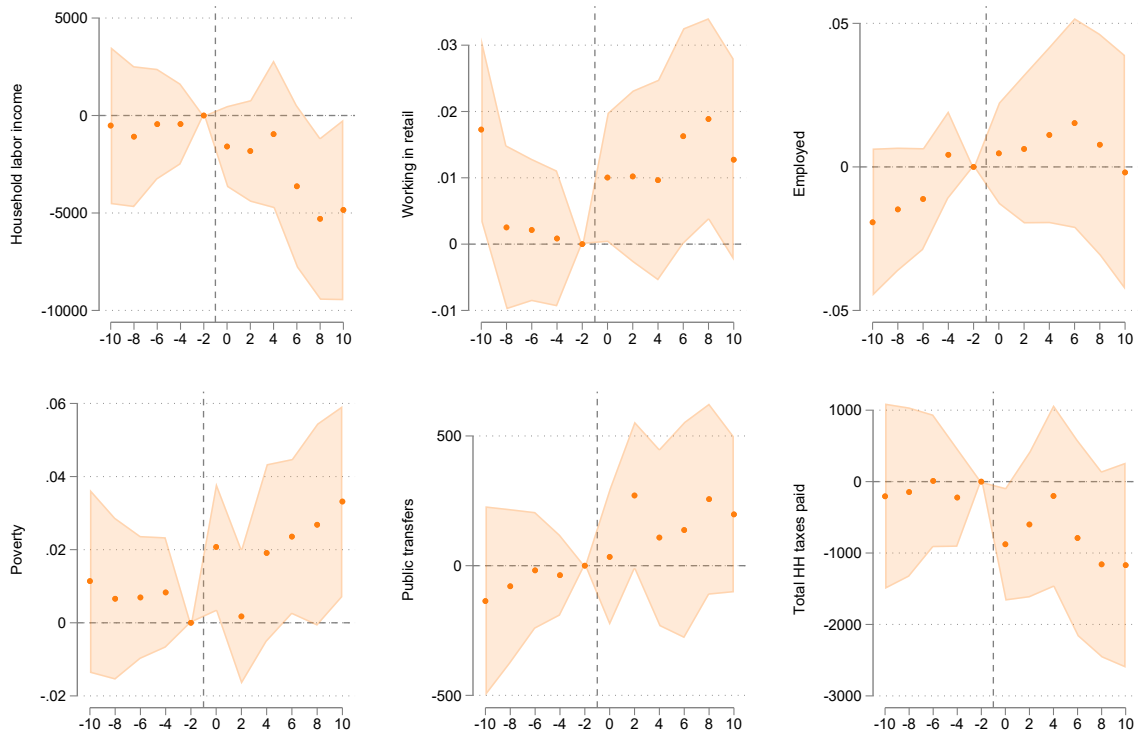 Household labor income
5000
0
-5000
-10000
-10 -8 -6 -4 -2 0 2 4 6 8 10
Working in retail
.03
.02
.01
0
-.01
-10 -8 -6 -4 -2 0 2 4 6 8 10
Employed
.05
0
-.05
-10 -8 -6 -4 -2 0 2 4 6 8 10
Poverty
.06
.04
.02
0
-.02
-10 -8 -6 -4 -2 0 2 4 6 8 10
Public transfers
500
0
-500
-10 -8 -6 -4 -2 0 2 4 6 8 10
Total HH taxes paid
1000
0
-1000
-2000
-3000
-10 -8 -6 -4 -2 0 2 4 6 8 10